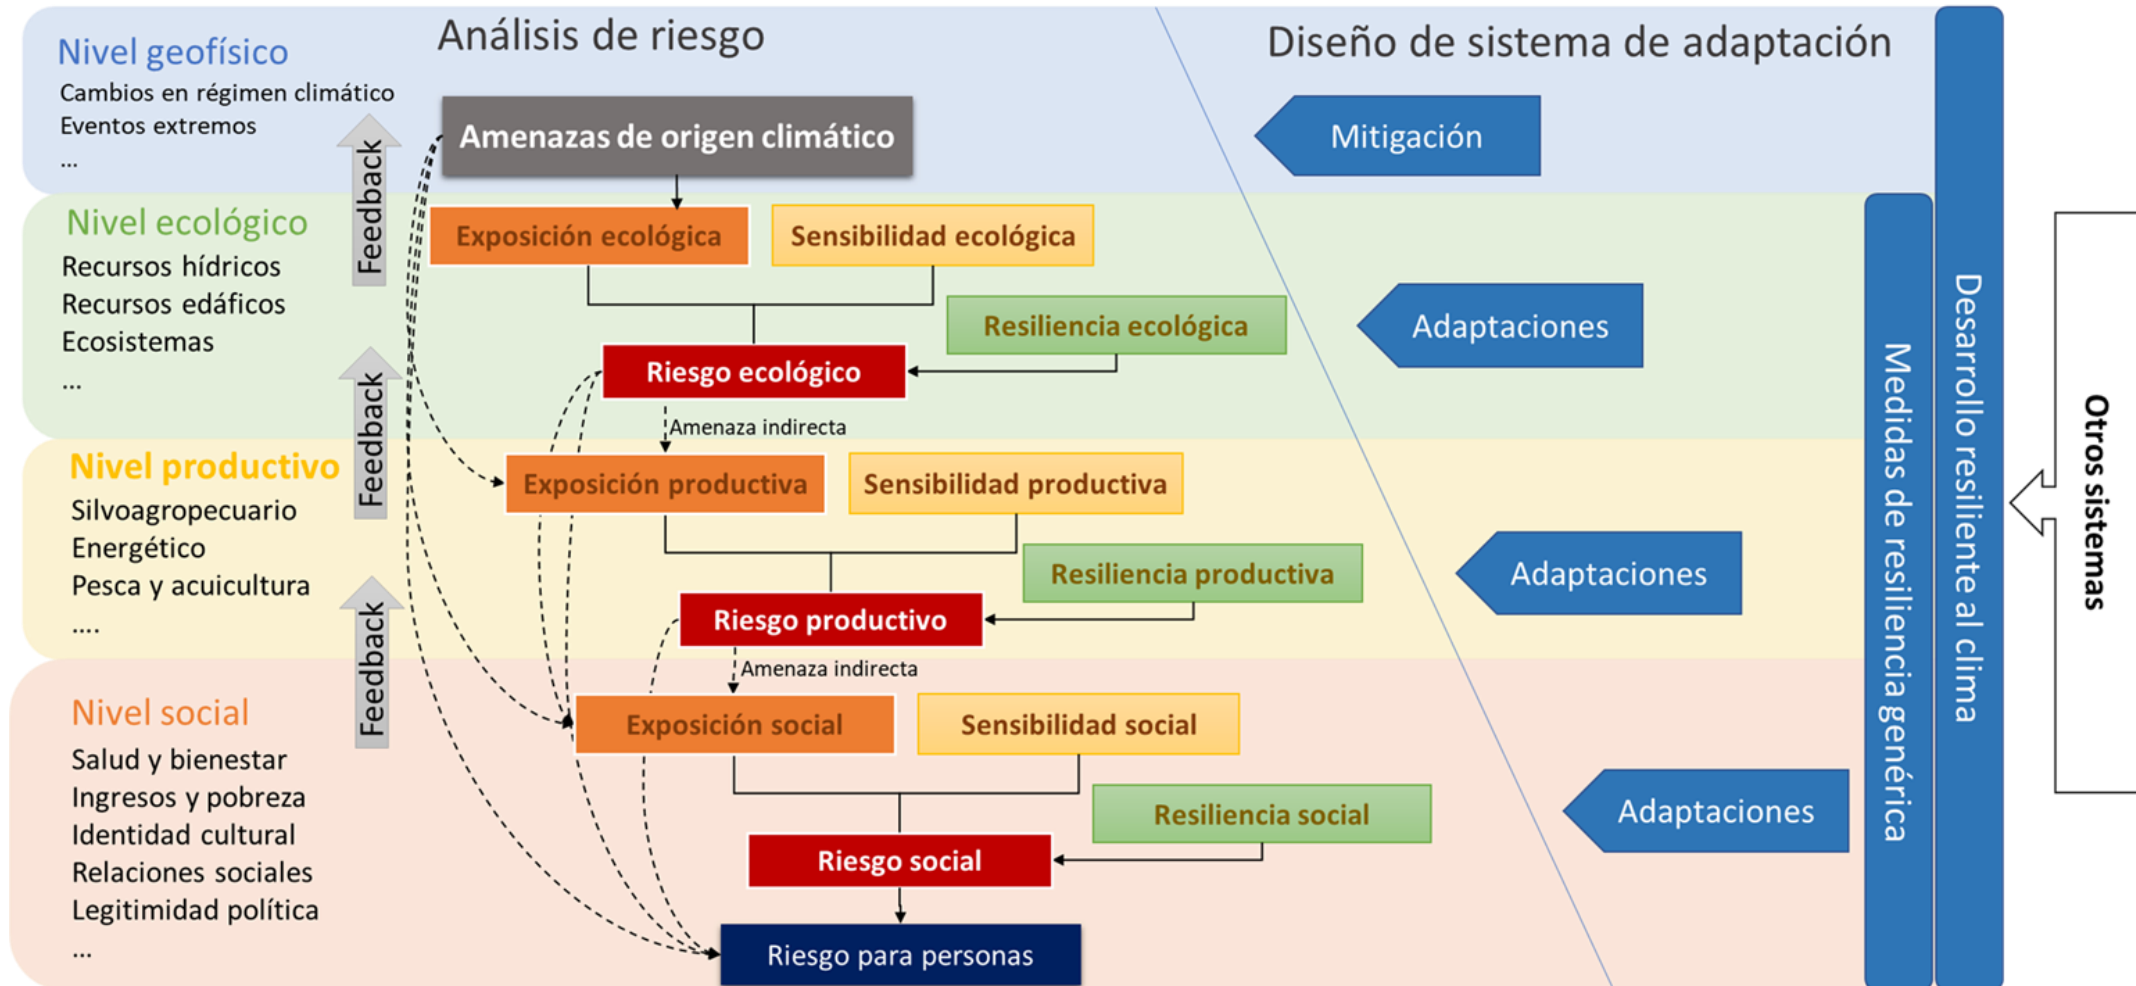 Análisis de riesgo
Diseño de sistema de adaptación
Nivel geofísico
Cambios en régimen climático
Eventos extremos
...
Feedback
Amenazas de origen climático
Mitigación
Nivel ecológico
Recursos hídricos
Recursos edáficos
Ecosistemas
...
Feedback
Exposición ecológica
Sensibilidad ecológica
Resiliencia ecológica
Riesgo ecológico
Amenaza indirecta
Adaptaciones
Nivel productivo
Silvoagropecuario
Energético
Pesca y acuicultura
....
Feedback
Exposición productiva
Sensibilidad productiva
Resiliencia productiva
Riesgo productivo
Amenaza indirecta
Adaptaciones
Nivel social
Salud y bienestar
Ingresos y pobreza
Identidad cultural
Relaciones sociales
Legitimidad política
...
Exposición social
Sensibilidad social
Resiliencia social
Riesgo social
Riesgo para personas
Adaptaciones
Medidas de resiliencia genérica
Desarrollo resiliente al clima
Otros sistemas